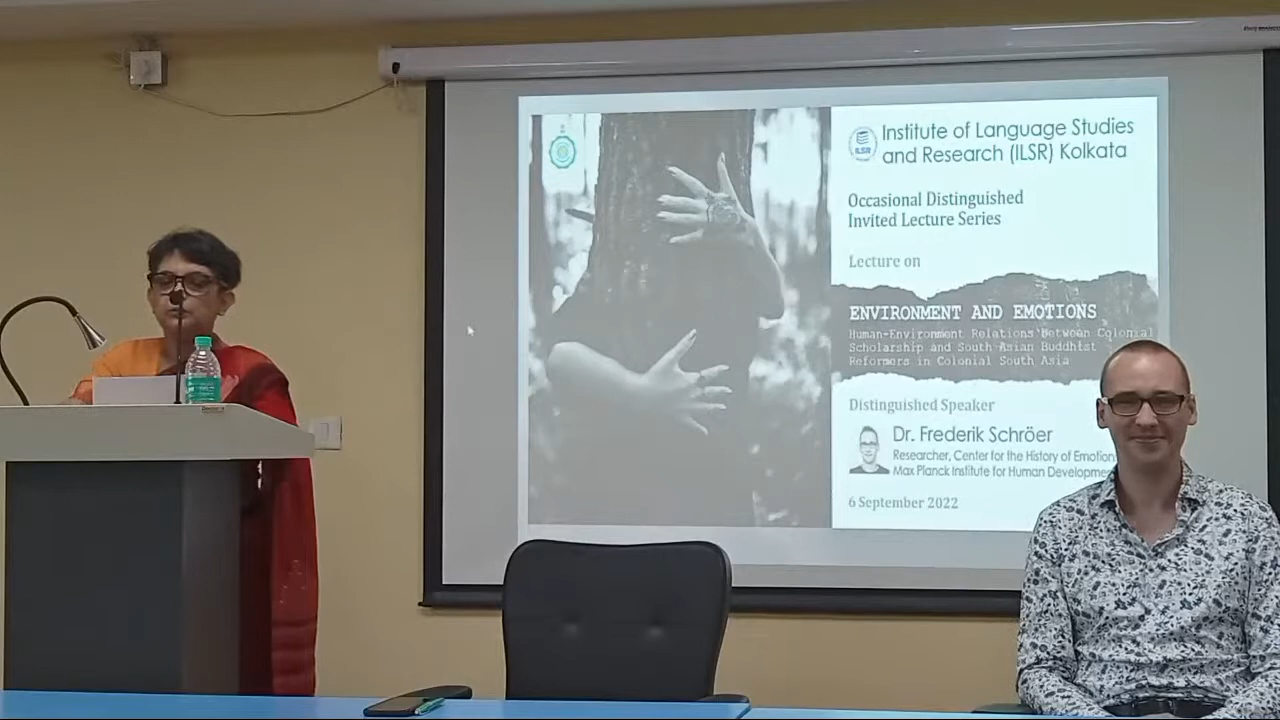 Institute of Language Studies
and Research (ILSR) Kolkata
ILSR
Occasional Distinguished
Invited Lecture Series
Lecture on
ENVIRONMENT AND EMOTIONS
Human-Environment Relations between Colonial
Scholarship and South Asian Buddhist
Reformers in Colonial South Asia
Distinguished Speaker
Dr. Frederik Schröer
Researcher, Center for the History of Emotion
Max Planck Institute for Human Developme
6 September 2022